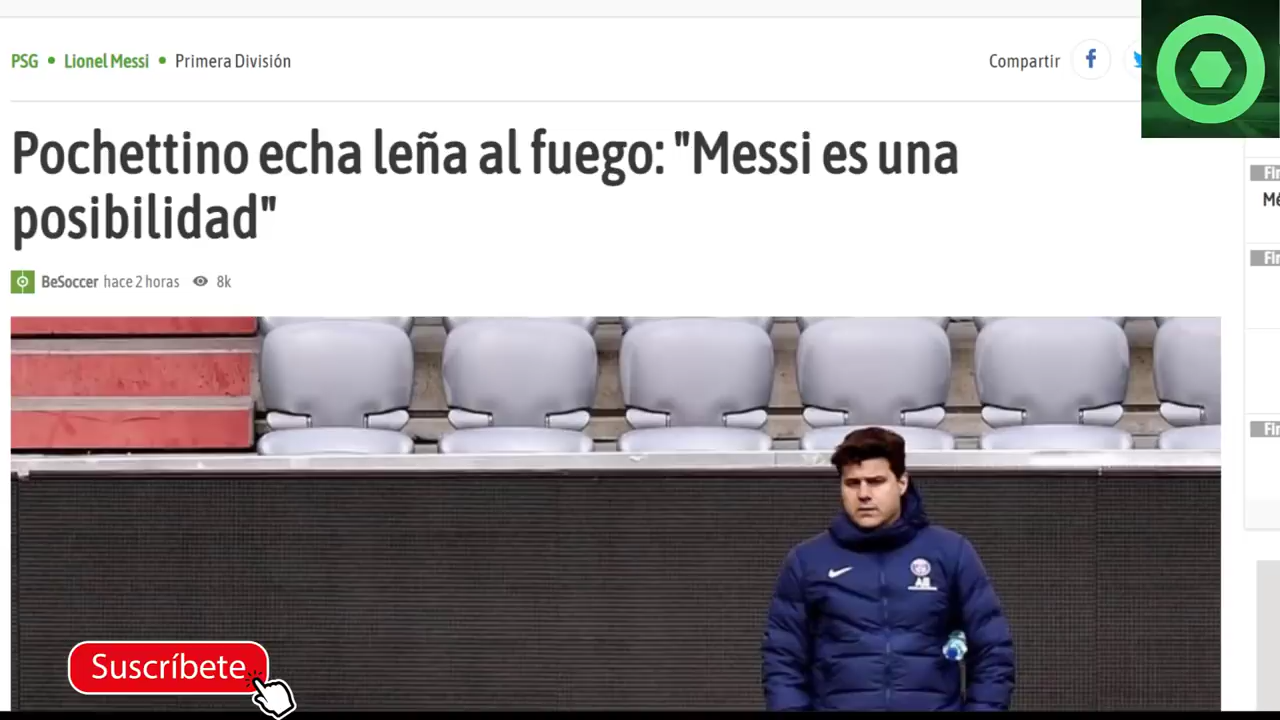 PSG • Lionel Messi • Primera División
Compartir
Pochettino echa leña al fuego: "Messi es una
posibilidad"
BeSoccer hace 2 horas 8k
Suscríbete